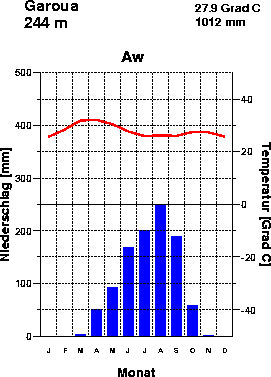 Garoua
27.9 Grad C
244 m
1012 mm
Aw
500
400
300
200
100
0
40
20
0
-20
-40
Niederschlag [mm]
Temperatur [Grad C]
J F M A M J J A S O N D
Monat